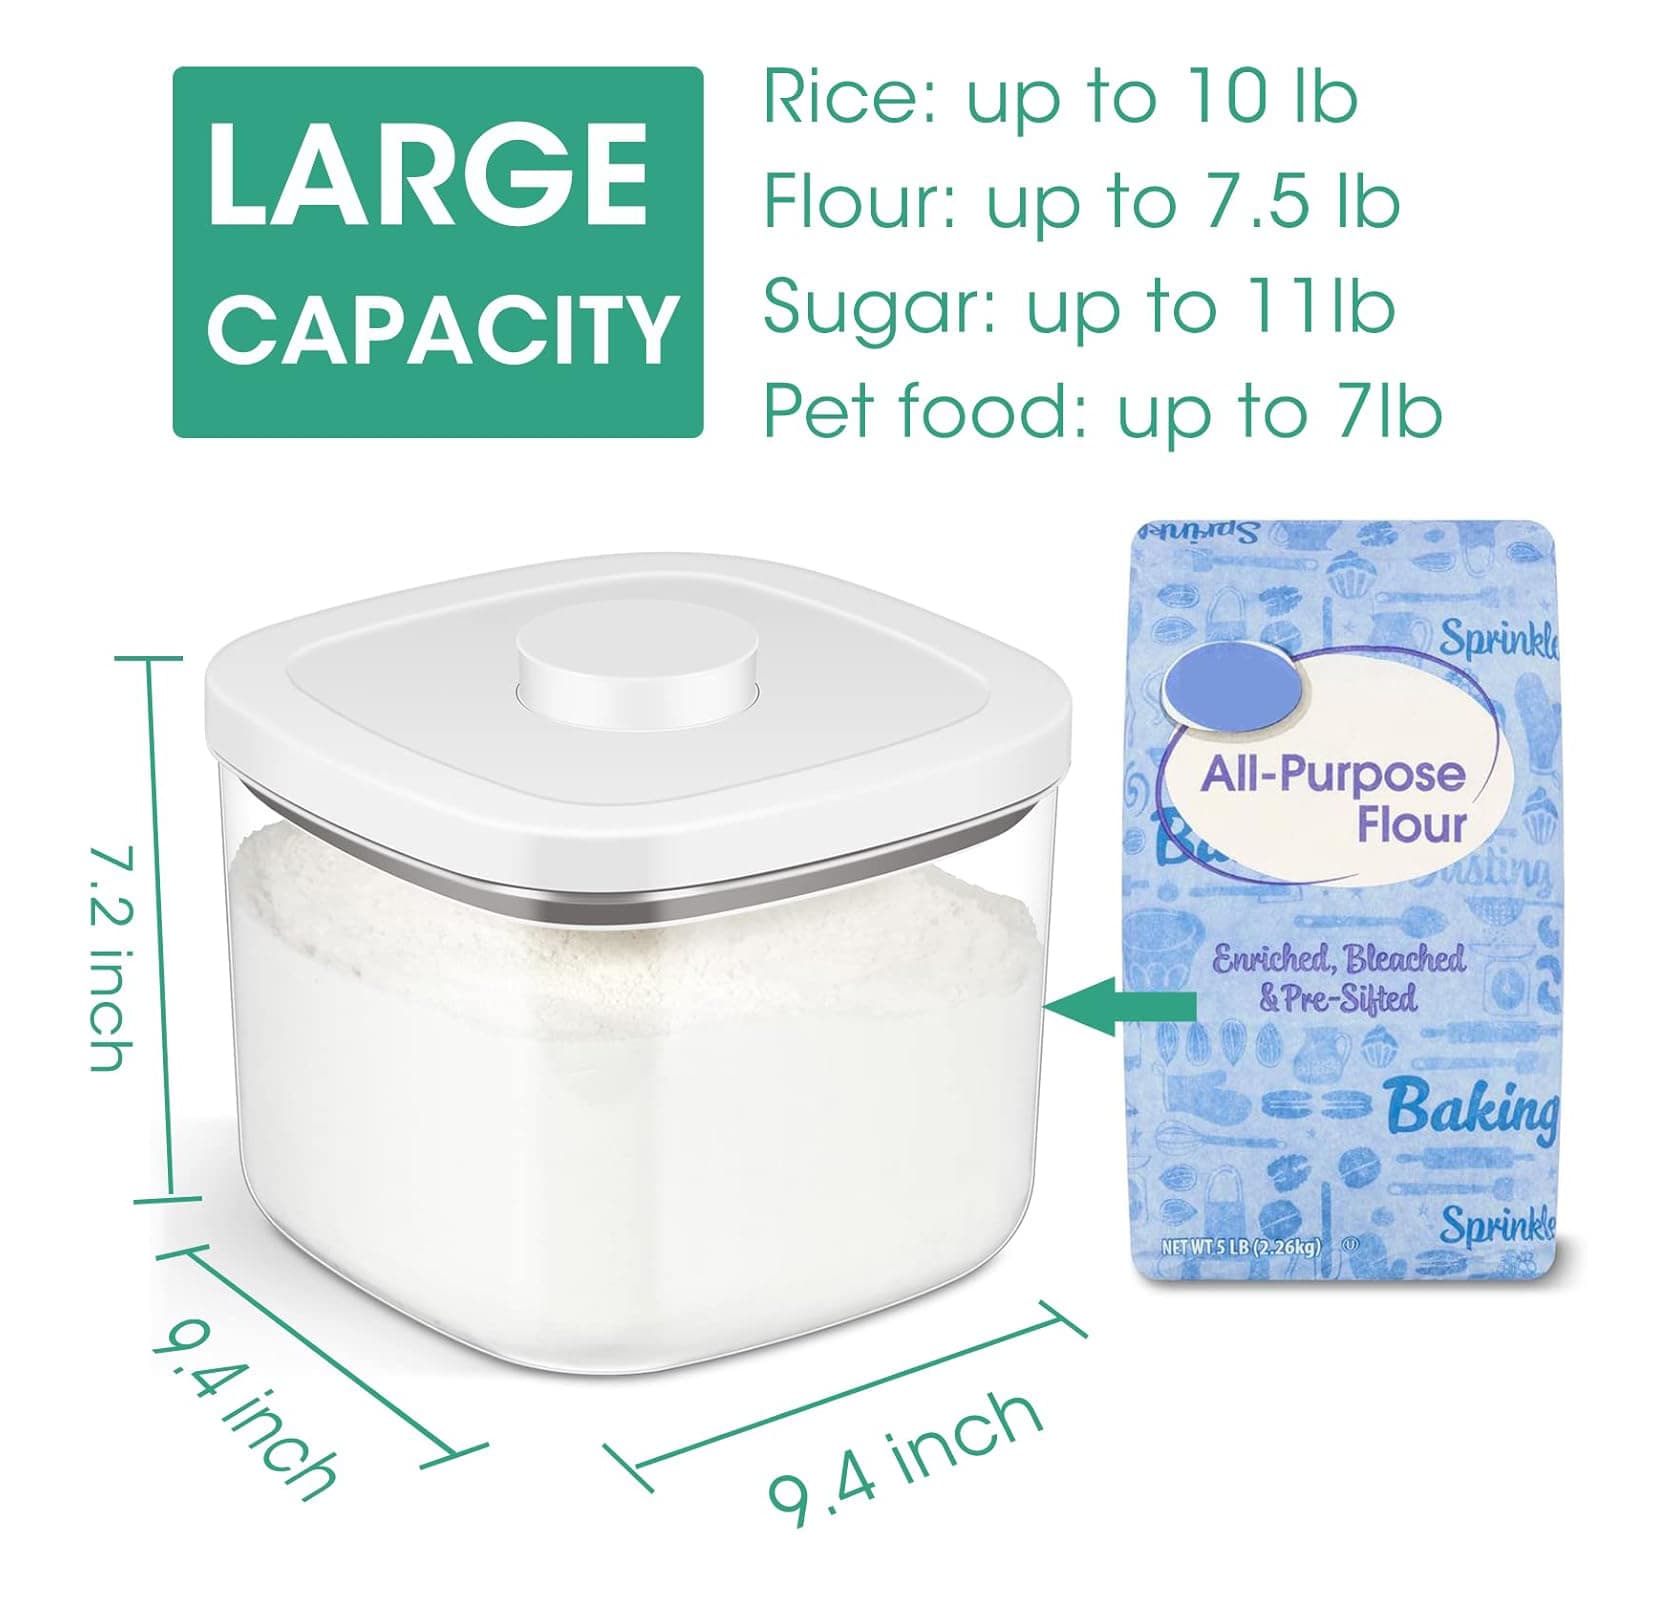 LARGE
CAPACITY
Rice: up to 10 lb
Flour: up to 7.5 lb
Sugar: up to 11lb
Pet food: up to 7lb
7.2 inch
9.4 inch
9.4 inch
Sprinkle
All-Purpose
Flour
Enriched, Bleached
& Pre-Sifted
Baking
Sprinkle
NET WT 5 LB (2.26kg)